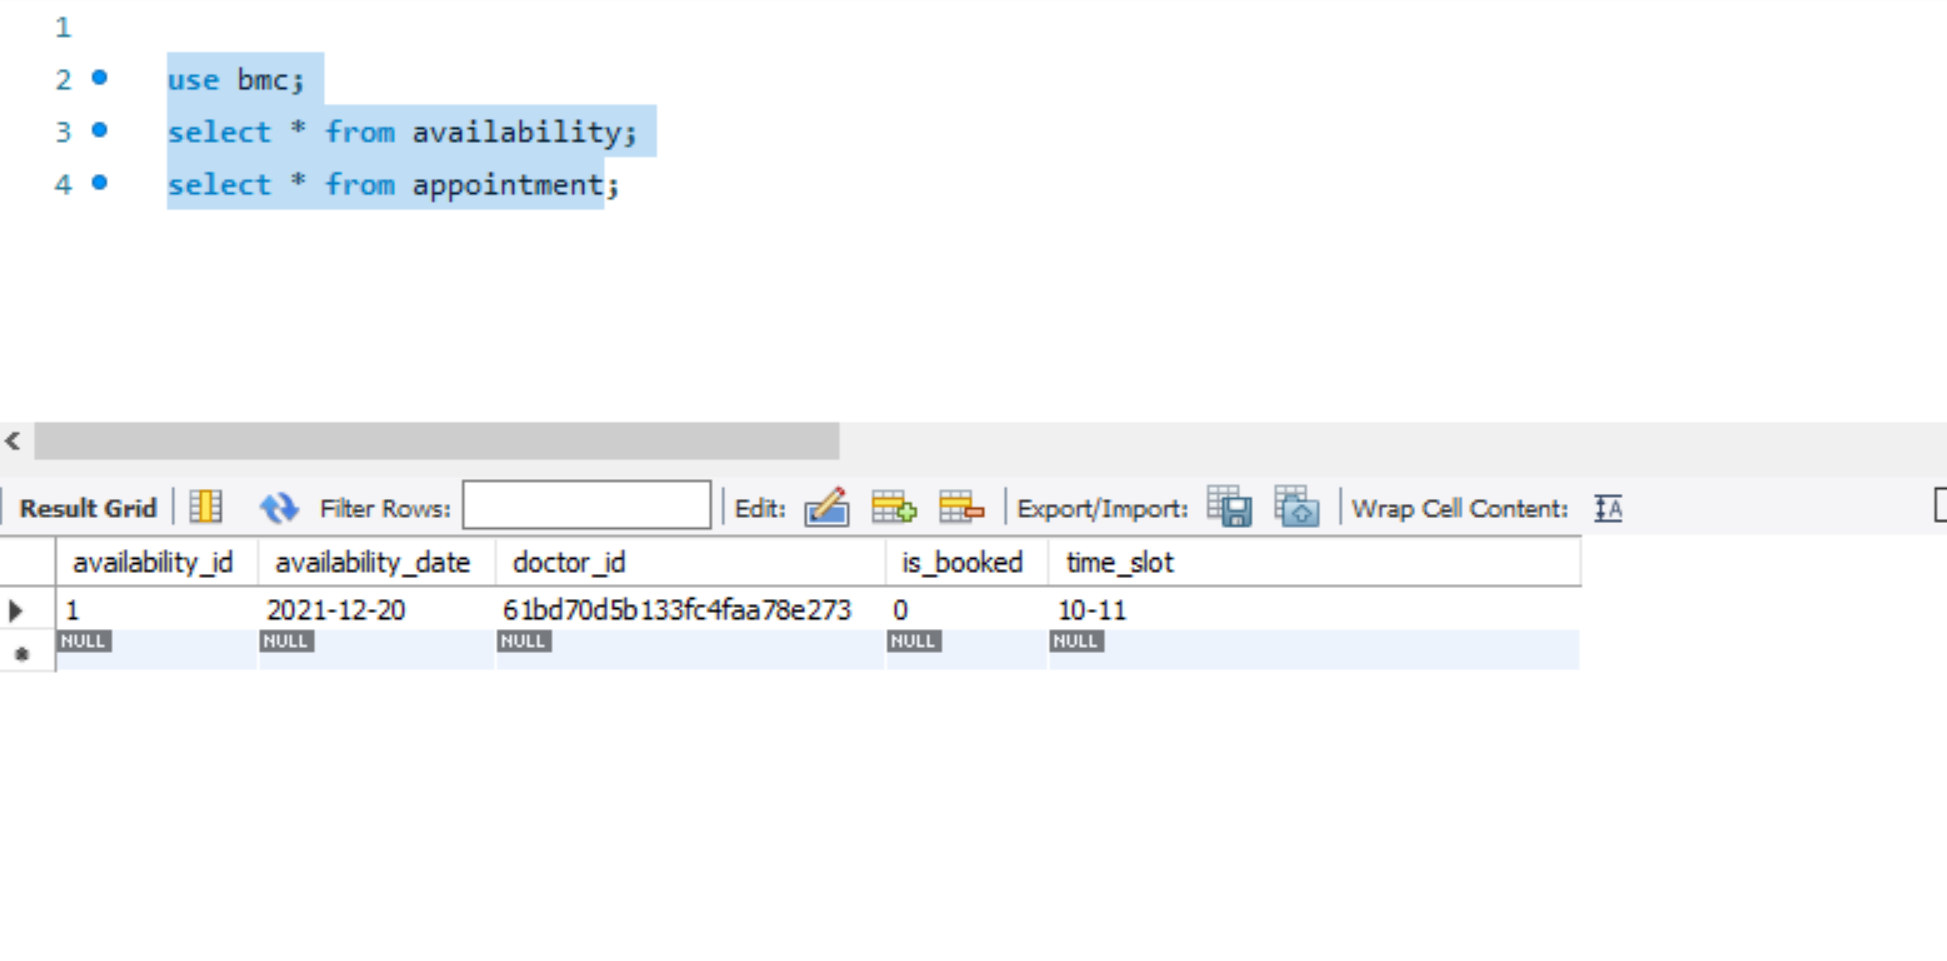 1
2 use bmc;
3 select * from availability;
4 select * from appointment;
Result Grid Filter Rows: Edit: Export/Import: Wrap Cell Content:
availability_id availability_date doctor_id is_booked time_slot
1 2021-12-20 61bd70d5b133fc4faa78e273 0 10-11
NULL NULL NULL NULL NULL